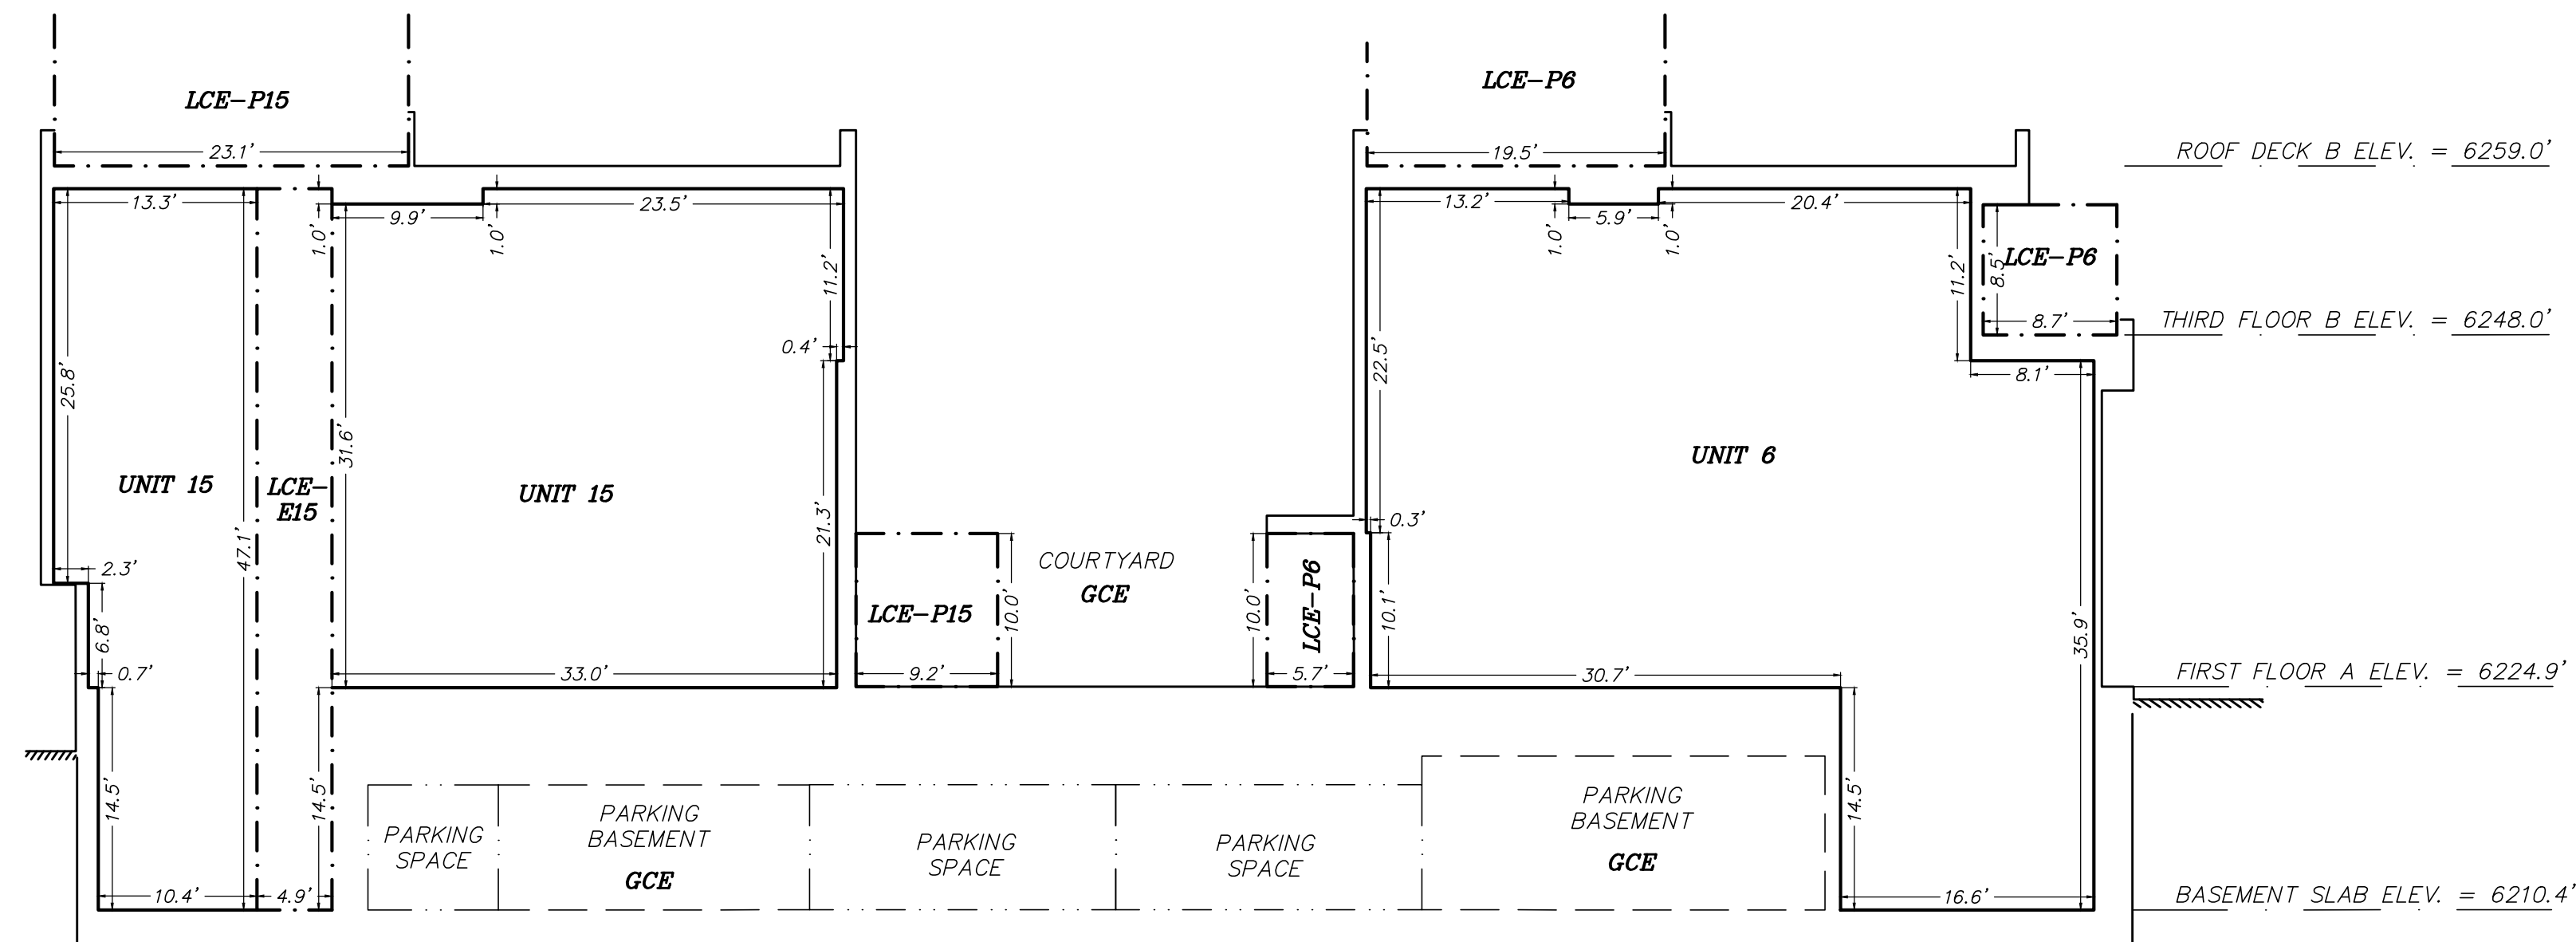 LCE-P15
23.1'
LCE-P6
19.5'
ROOF DECK B ELEV. = 6259.0'
13.3'
9.9'
1.0'
1.0'
23.5'
11.2'
0.4'
25.8'
47.1'
31.6'
21.3'
UNIT 15
LCE-
E15
UNIT 15
2.3'
6.8'
0.7'
33.0'
14.5'
14.5'
10.4'
4.9'
LCE-P15
9.2'
10.0'
COURTYARD
GCE
10.0'
LCE-P6
5.7'
13.2'
5.9'
1.0'
1.0'
20.4'
11.2'
22.5'
0.3'
10.1'
UNIT 6
LCE-P6
8.5'
8.7'
THIRD FLOOR B ELEV. = 6248.0'
8.1'
35.9'
30.7'
14.5'
16.6'
FIRST FLOOR A ELEV. = 6224.9'
PARKING
SPACE
PARKING
BASEMENT
GCE
PARKING
SPACE
PARKING
SPACE
PARKING
BASEMENT
GCE
BASEMENT SLAB ELEV. = 6210.4'